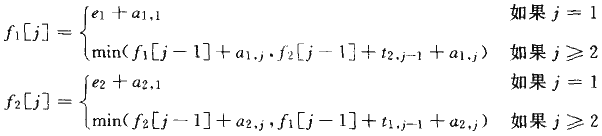 f₁[j] = { e₁ + a₁,₁ 如果 j = 1
min(f₁[j − 1] + a₁,ⱼ, f₂[j − 1] + t₂,ⱼ₋₁ + a₁,ⱼ) 如果 j ⩾ 2
f₂[j] = { e₂ + a₂,₁ 如果 j = 1
min(f₂[j − 1] + a₂,ⱼ, f₁[j − 1] + t₁,ⱼ₋₁ + a₂,ⱼ) 如果 j ⩾ 2